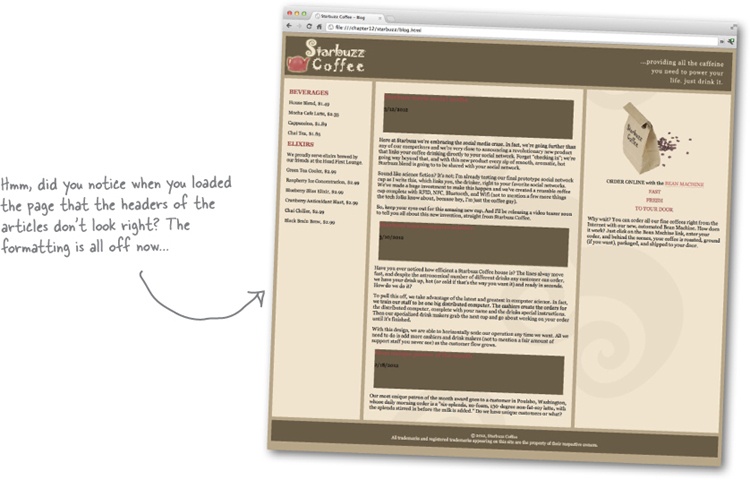 Starbuzz Coffee – Blog
file:///chapter12/starbuzz/blog.html
Starbuzz
Coffee
...providing all the caffeine
you need to power your
life. just drink it.
Hmm, did you notice when you loaded
the page that the headers of the
articles don't look right? The
formatting is all off now...
BEVERAGES
House Blend, $1.49
Mocha Cafe Latte, $2.35
Cappuccino, $1.89
Chai Tea, $1.85
ELIXIRS
We proudly serve elixirs brewed by
our friends at the Head First Lounge.
Green Tea Cooler, $2.99
Raspberry Ice Concentration, $2.99
Blueberry Bliss Elixir, $2.99
Cranberry Antioxidant Blast, $2.99
Chai Chiller, $2.99
Black Brain Brew, $2.99
Here at Starbuzz we're embracing the social media craze. In fact, we're going further than
any of our competitors and we're very close to announcing a revolutionary new product
that links your coffee drinking directly to your social network. Forget "checking in"; we're
going way beyond that, and with this new product every sip of smooth, aromatic, hot
Starbuzz blend is going to be shared with your social network.
Sound like science fiction? It's not; I'm already testing our final prototype social network
cup as I write this, which links you, the drinker, right to your favorite social networks.
We've made a huge investment to make this happen and we've created a reusable coffee
cup complete with RFID, NFC, Bluetooth, and Wifi (not to mention a few more things
the tech folks know about, because hey, I'm just the coffee guy).
So, keep your eyes out for this amazing new cup. And I'll be releasing a video teaser soon
to tell you all about this new invention, straight from Starbuzz Coffee.
Have you ever noticed how efficient a Starbuzz Coffee house is? The lines always move
fast, and despite the astronomical number of different drinks any customer can order,
we have your drink up, hot (or cold if that's the way you want it) and ready in seconds.
How do we do it?
To pull this off, we take advantage of the latest and greatest in computer science. In fact,
we train our staff to be one big distributed computer. The cashiers create the orders for
the distributed computer, complete with your name and the drinks special instructions.
Then our specialized drink makers grab the next cup and go about working on your order
until it's finished.
With this design, we are able to horizontally scale our operation any time we want. All we
need to do is add more cashiers and drink makers (not to mention a fair amount of
support staff you never see) as the customer flow grows.
Our most unique patron of the month award goes to a customer in Poulsbo, Washington,
whose daily morning order is a "six-splenda, no-foam, 130-degree non-fat-any latte, with
the splenda stirred in before the milk is added." Do we have unique customers or what?
Starbuzz
Coffee
ORDER ONLINE with the BEAN MACHINE
FAST
FRESH
TO YOUR DOOR
Why wait? You can order all our fine coffees right from the
Internet with our new, automated Bean Machine. How does
it work? Just click on the Bean Machine link, enter your
order, and behind the scenes, your coffee is roasted, ground
(if you want), packaged, and shipped to your door.
© 2012, Starbuzz Coffee
All trademarks and registered trademarks appearing on this site are the property of their respective owners.